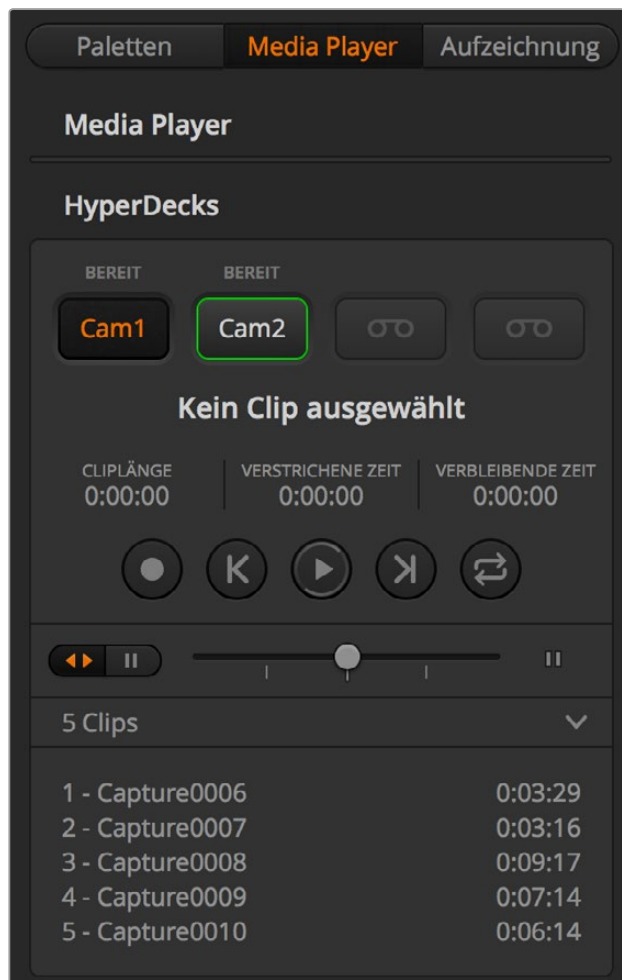 Paletten Media Player Aufzeichnung
Media Player
HyperDecks
BEREIT BEREIT
Cam1 Cam2
Kein Clip ausgewählt
CLIPLÄNGE VERSTRICHENE ZEIT VERBLEIBENDE ZEIT
0:00:00 0:00:00 0:00:00
5 Clips
1 - Capture0006 0:03:29
2 - Capture0007 0:03:16
3 - Capture0008 0:09:17
4 - Capture0009 0:07:14
5 - Capture0010 0:06:14